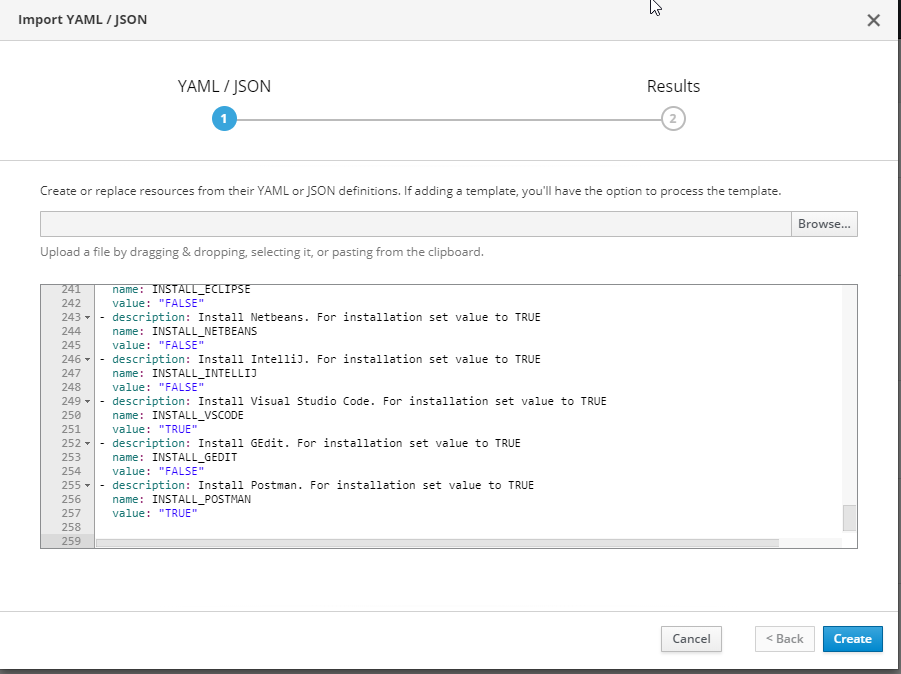 Import YAML / JSON
YAML / JSON
Results
1
2
Create or replace resources from their YAML or JSON definitions. If adding a template, you'll have the option to process the template.
Browse...
Upload a file by dragging & dropping, selecting it, or pasting from the clipboard.
241 name: INSTALL_ECLIPSE
242 value: "FALSE"
243 - description: Install Netbeans. For installation set value to TRUE
244 name: INSTALL_NETBEANS
245 value: "FALSE"
246 - description: Install IntelliJ. For installation set value to TRUE
247 name: INSTALL_INTELLIJ
248 value: "FALSE"
249 - description: Install Visual Studio Code. For installation set value to TRUE
250 name: INSTALL_VSCODE
251 value: "TRUE"
252 - description: Install GEdit. For installation set value to TRUE
253 name: INSTALL_GEDIT
254 value: "FALSE"
255 - description: Install Postman. For installation set value to TRUE
256 name: INSTALL_POSTMAN
257 value: "TRUE"
258
259
Cancel
< Back
Create